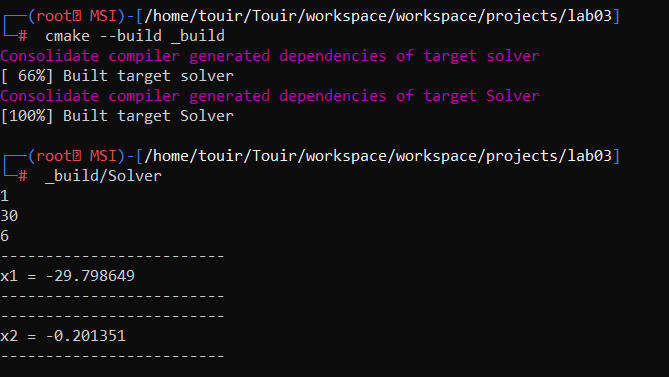 ┌──(root㉿ MSI)-[/home/touir/Touir/workspace/workspace/projects/lab03]
└─# cmake --build _build
Consolidate compiler generated dependencies of target solver
[ 66%] Built target solver
Consolidate compiler generated dependencies of target Solver
[100%] Built target Solver
┌──(root㉿ MSI)-[/home/touir/Touir/workspace/workspace/projects/lab03]
└─# _build/Solver
1
30
6
-------------------------
x1 = -29.798649
-------------------------
-------------------------
x2 = -0.201351
-------------------------